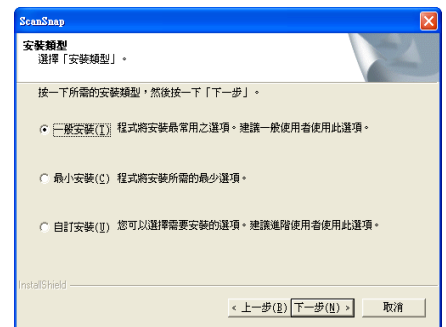 ScanSnap
安裝類型
選擇「安裝類型」。
按一下所需的安裝類型，然後按一下「下一步」。
一般安裝(T) 程式將安裝最常用之選項。建議一般使用者使用此選項。
最小安裝(C) 程式將安裝所需的最少選項。
自訂安裝(U) 您可以選擇需要安裝的選項。建議進階使用者使用此選項。
InstallShield
< 上一步(B) 下一步(N) > 取消